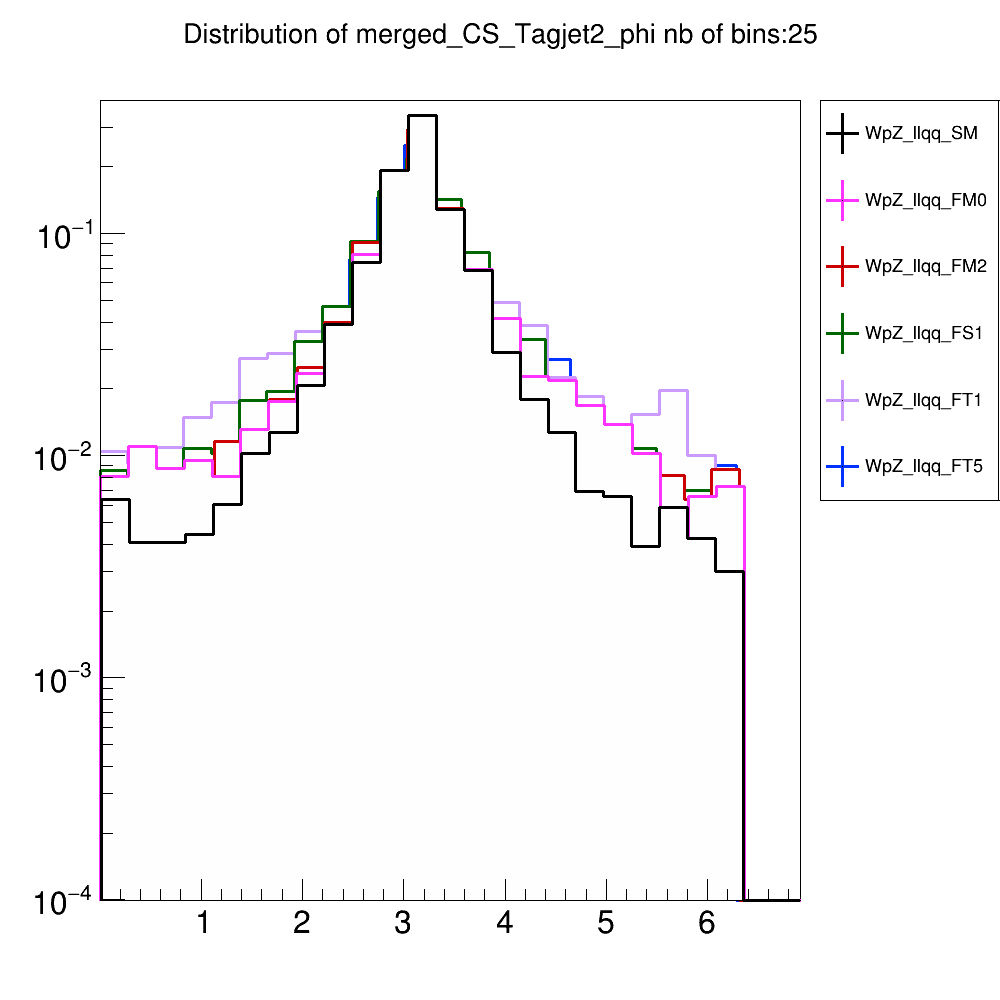 Distribution of merged_CS_Tagjet2_phi nb of bins:25
WpZ_llqq_SM
WpZ_llqq_FM0
WpZ_llqq_FM2
WpZ_llqq_FS1
WpZ_llqq_FT1
WpZ_llqq_FT5
10⁻¹
10⁻²
10⁻³
10⁻⁴
1 2 3 4 5 6